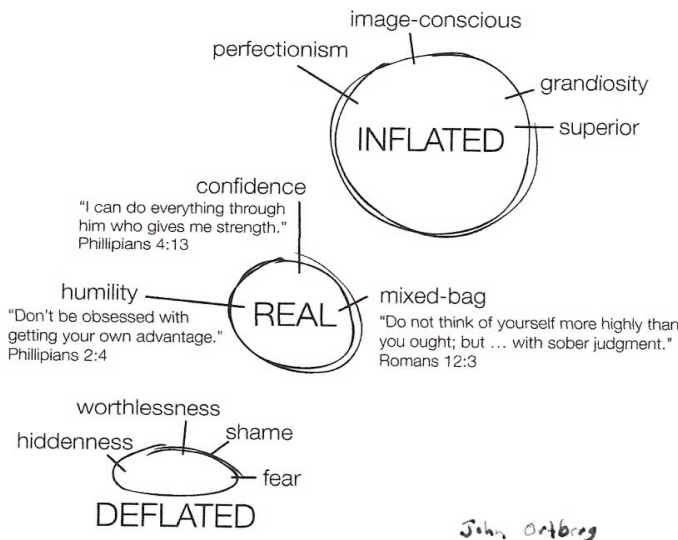 image-conscious
perfectionism
grandiosity
superior
INFLATED
confidence
"I can do everything through
him who gives me strength."
Phillipians 4:13
humility
"Don't be obsessed with
getting your own advantage."
Phillipians 2:4
REAL
mixed-bag
"Do not think of yourself more highly than
you ought; but ... with sober judgment."
Romans 12:3
worthlessness
hiddenness
shame
fear
DEFLATED
John Ortberg